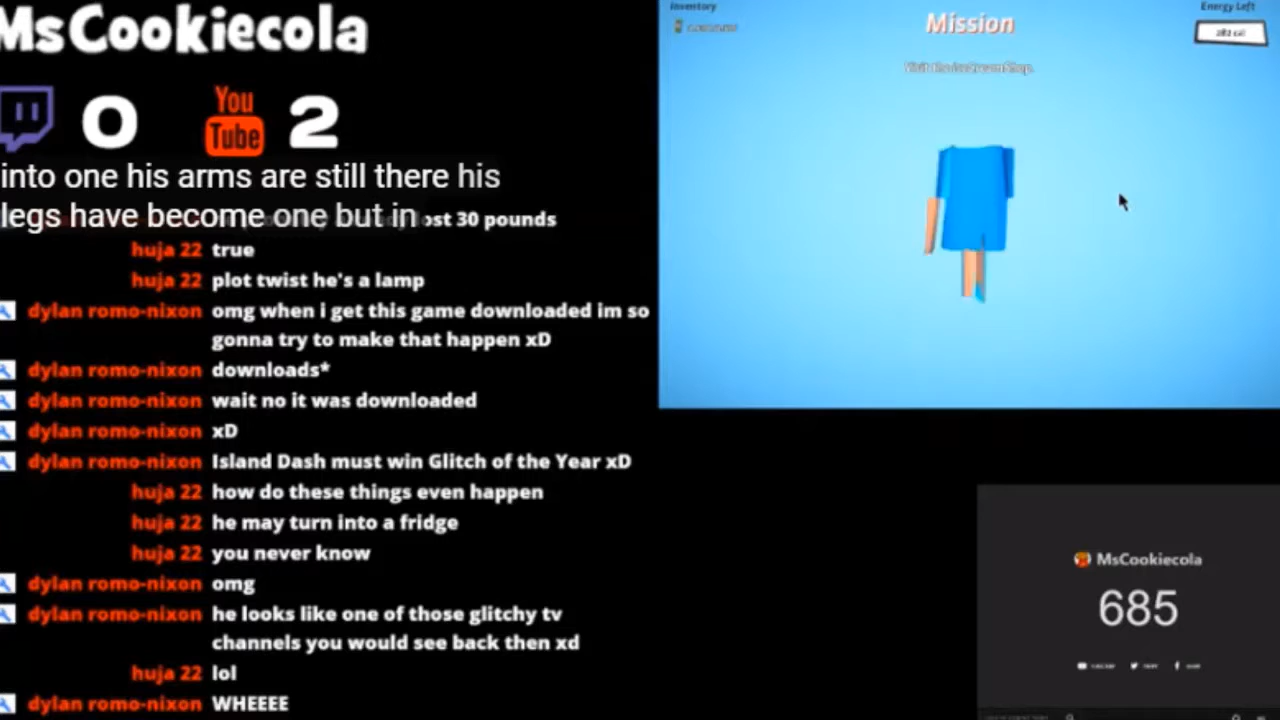 MsCookiecola
0
You
Tube
2
into one his arms are still there his
legs have become one but in
ost 30 pounds
huja 22 true
huja 22 plot twist he's a lamp
dylan romo-nixon omg when i get this game downloaded im so
gonna try to make that happen xD
dylan romo-nixon downloads*
dylan romo-nixon wait no it was downloaded
dylan romo-nixon xD
dylan romo-nixon Island Dash must win Glitch of the Year xD
huja 22 how do these things even happen
huja 22 he may turn into a fridge
huja 22 you never know
dylan romo-nixon omg
dylan romo-nixon he looks like one of those glitchy tv
channels you would see back then xd
huja 22 lol
dylan romo-nixon WHEEEE
Inventory
Mission
Energy Left
Visit the IceCreamShop.
MsCookiecola
685